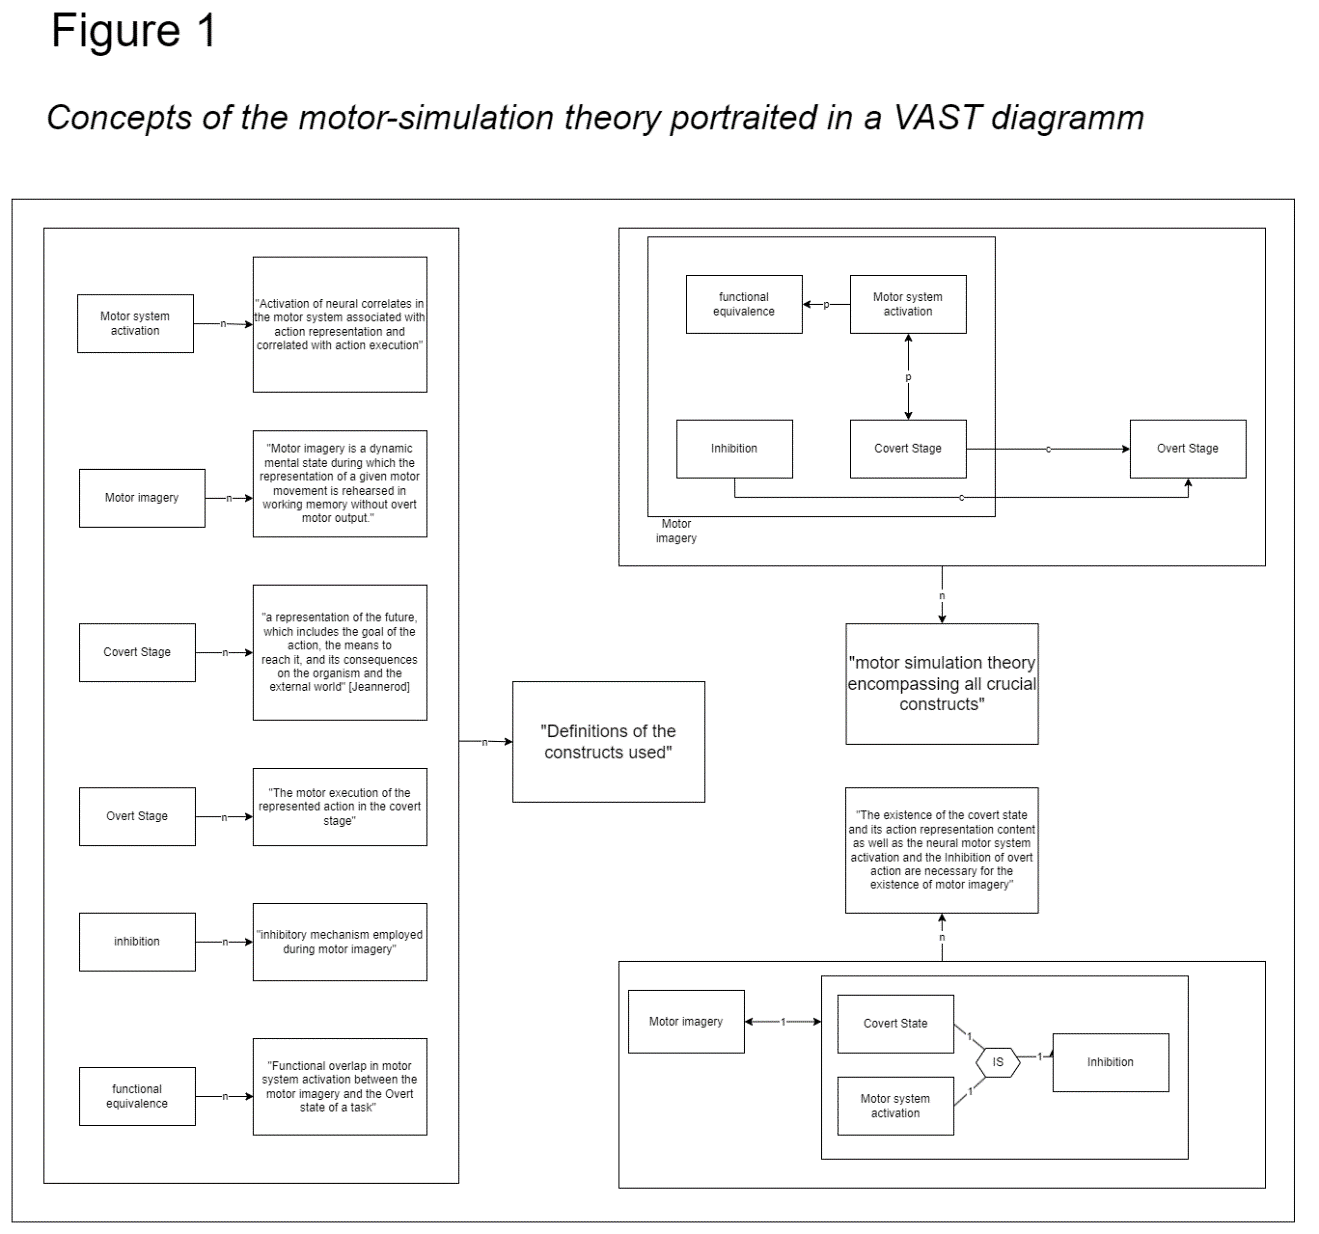 Figure 1
Concepts of the motor-simulation theory portraited in a VAST diagramm
Motor system
activation
n
"Activation of neural correlates in
the motor system associated with
action representation and
correlated with action execution"
Motor imagery
n
"Motor imagery is a dynamic
mental state during which the
representation of a given motor
movement is rehearsed in
working memory without overt
motor output."
Covert Stage
n
"a representation of the future,
which includes the goal of the
action, the means to
reach it, and its consequences
on the organism and the
external world" [Jeannerod]
Overt Stage
n
"The motor execution of the
represented action in the covert
stage"
inhibition
n
"inhibitory mechanism employed
during motor imagery"
functional
equivalence
n
"Functional overlap in motor
system activation between the
motor imagery and the Overt
state of a task"
n
"Definitions of the
constructs used"
functional
equivalence
p
Motor system
activation
p
Inhibition
Covert Stage
c
Overt Stage
c
Motor
imagery
n
"motor simulation theory
encompassing all crucial
constructs"
"The existence of the covert state
and its action representation content
as well as the neural motor system
activation and the Inhibition of overt
action are necessary for the
existence of motor imagery"
n
Motor imagery
1
Covert State
1
IS
1
Inhibition
Motor system
activation
1